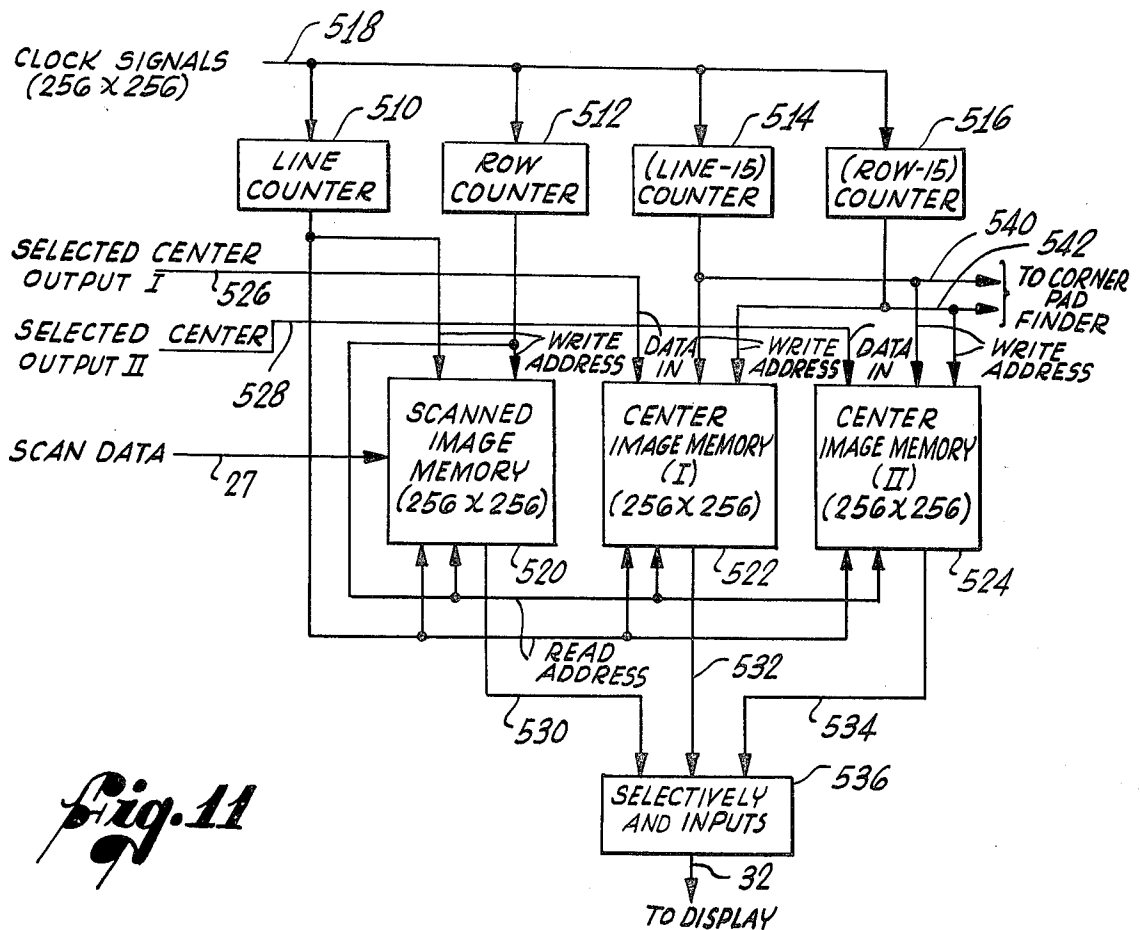 518
CLOCK SIGNALS
(256 X 256)
510
512
514
516
LINE
COUNTER
ROW
COUNTER
(LINE-15)
COUNTER
(ROW-15)
COUNTER
540
542
SELECTED CENTER
OUTPUT I
526
TO CORNER
PAD
FINDER
SELECTED CENTER
OUTPUT II
528
WRITE
ADDRESS
DATA
IN
WRITE
ADDRESS
DATA
IN
WRITE
ADDRESS
SCAN DATA
27
SCANNED
IMAGE
MEMORY
(256 X 256)
CENTER
IMAGE MEMORY
(I)
(256 X 256)
CENTER
IMAGE MEMORY
(II)
(256 X 256)
520
522
524
READ
ADDRESS
530
532
534
536
SELECTIVELY
AND INPUTS
32
TO DISPLAY
Fig. 11